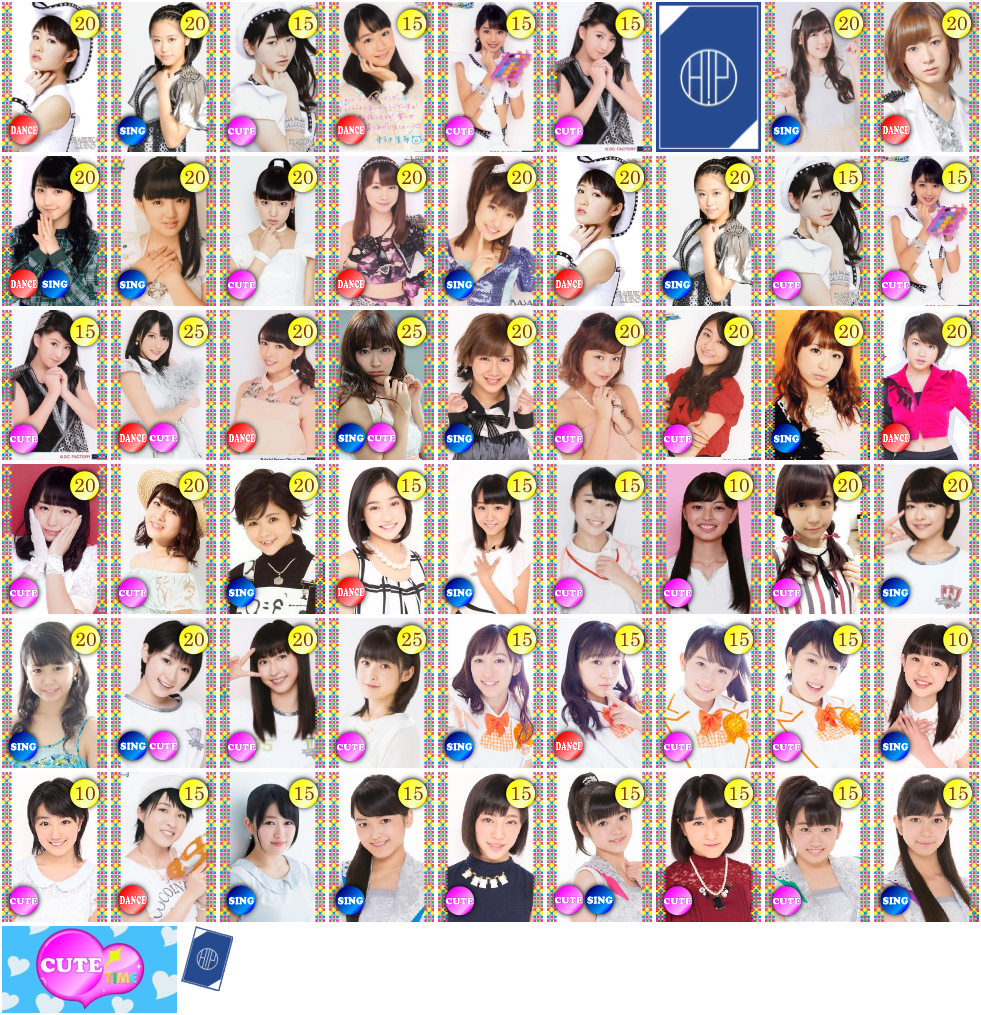 20 20 15 15 15 15 20 20
DANCE SING CUTE DANCE CUTE CUTE H!P SING DANCE
© DC FACTORY
20 20 20 20 20 20 20 15 15
DANCE SING SING CUTE DANCE SING DANCE SING CUTE CUTE
15 25 20 25 20 20 20 20 20
CUTE DANCE CUTE DANCE SING CUTE SING CUTE CUTE SING DANCE
© DC FACTORY
20 20 20 15 15 15 10 20 20
CUTE CUTE SING DANCE SING CUTE CUTE CUTE SING
20 20 20 25 15 15 15 15 10
SING SING CUTE CUTE CUTE SING DANCE CUTE CUTE SING
10 15 15 15 15 15 15 15 15
CUTE DANCE SING SING CUTE CUTE SING CUTE CUTE SING
CUTE
TIME
H!P